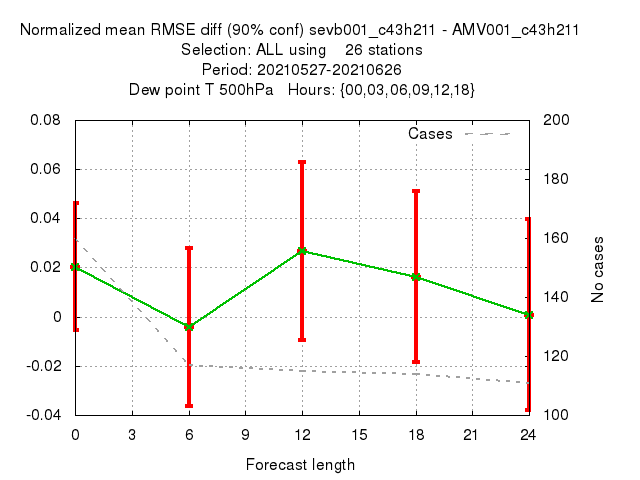 Normalized mean RMSE diff (90% conf) sevb001_c43h211 - AMV001_c43h211
Selection: ALL using    26 stations
Period: 20210527-20210626
Dew point T 500hPa   Hours: {00,03,06,09,12,18}
Cases
0.08
0.06
0.04
0.02
0
-0.02
-0.04
200
180
160
140
120
100
No cases
0 3 6 9 12 15 18 21 24
Forecast length